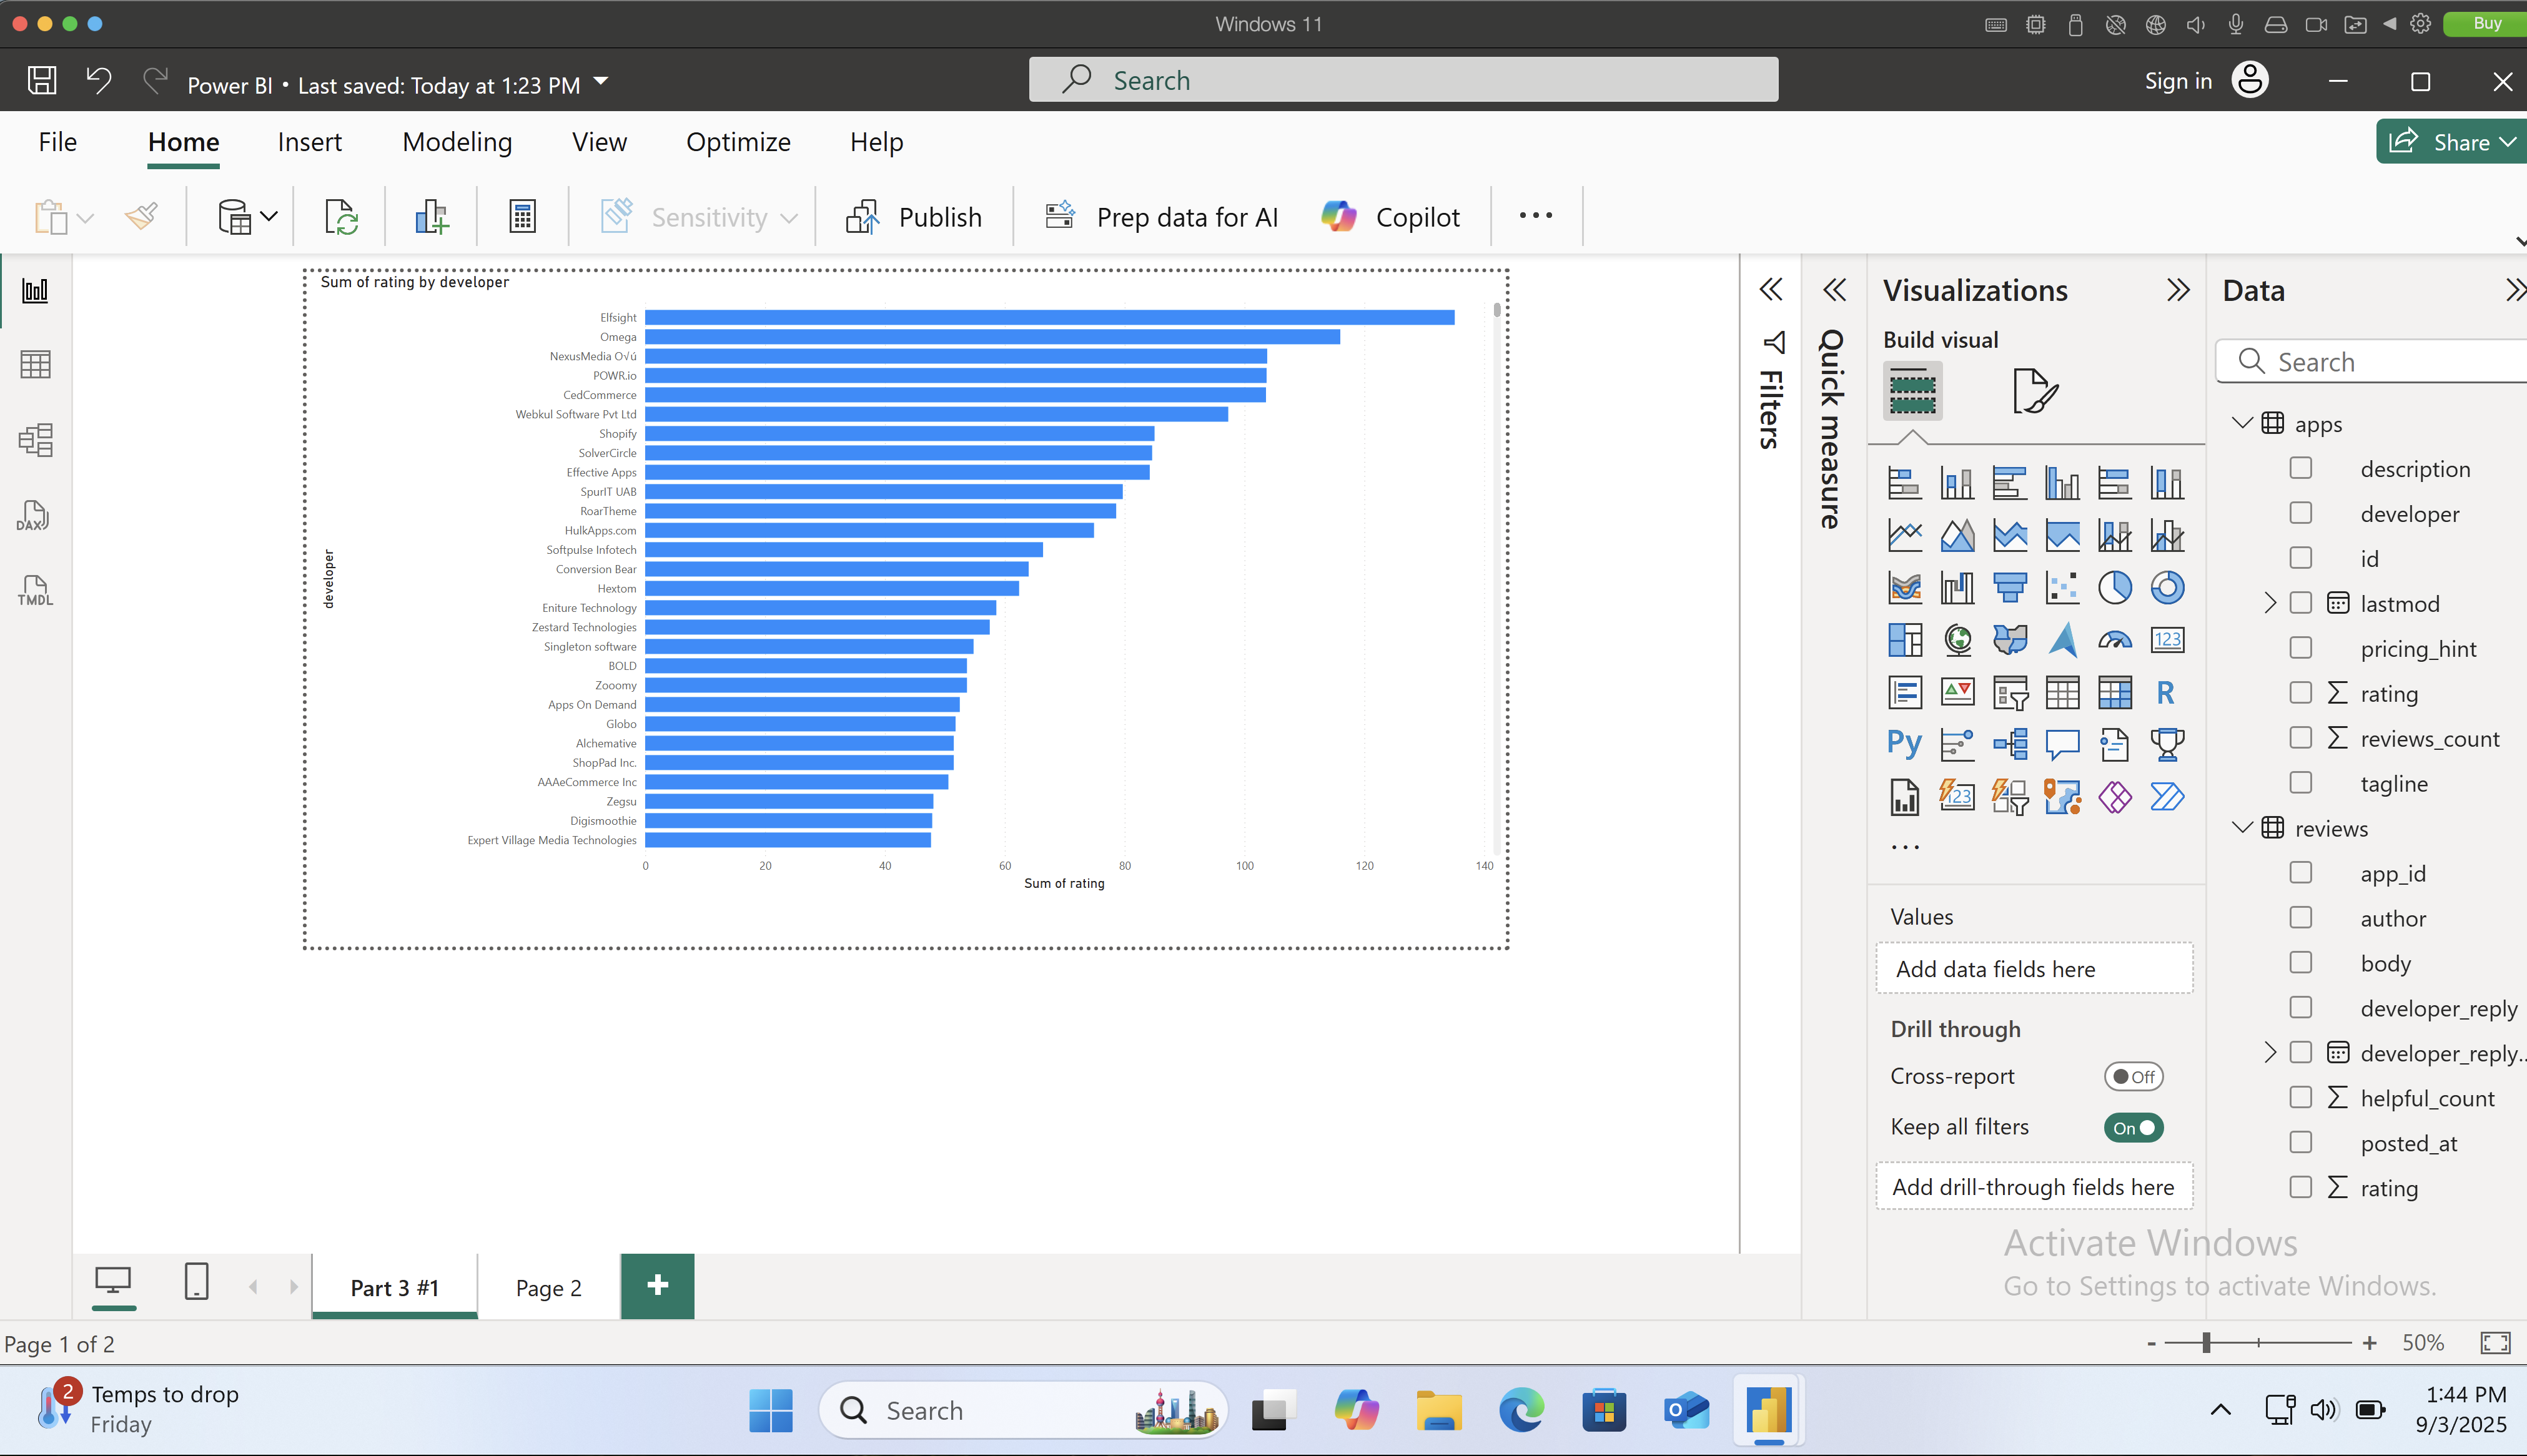 Windows 11
Buy
Power BI • Last saved: Today at 1:23 PM
Search
Sign in
File
Home
Insert
Modeling
View
Optimize
Help
Share
Sensitivity
Publish
Prep data for AI
Copilot
DAX
TMDL
Sum of rating by developer
developer
Elfsight
Omega
NexusMedia O√ú
POWR.io
CedCommerce
Webkul Software Pvt Ltd
Shopify
SolverCircle
Effective Apps
SpurIT UAB
RoarTheme
HulkApps.com
Softpulse Infotech
Conversion Bear
Hextom
Eniture Technology
Zestard Technologies
Singleton software
BOLD
Zooomy
Apps On Demand
Globo
Alchemative
ShopPad Inc.
AAAeCommerce Inc
Zegsu
Digismoothie
Expert Village Media Technologies
0 20 40 60 80 100 120 140
Sum of rating
Filters
Quick measure
Visualizations
Build visual
123
R
Py
123
Values
Add data fields here
Drill through
Cross-report
Off
Keep all filters
On
Add drill-through fields here
Data
Search
apps
description
developer
id
lastmod
pricing_hint
rating
reviews_count
tagline
reviews
app_id
author
body
developer_reply
developer_reply...
helpful_count
posted_at
rating
Activate Windows
Go to Settings to activate Windows.
Part 3 #1
Page 2
Page 1 of 2
50%
2
Temps to drop
Friday
Search
1:44 PM
9/3/2025